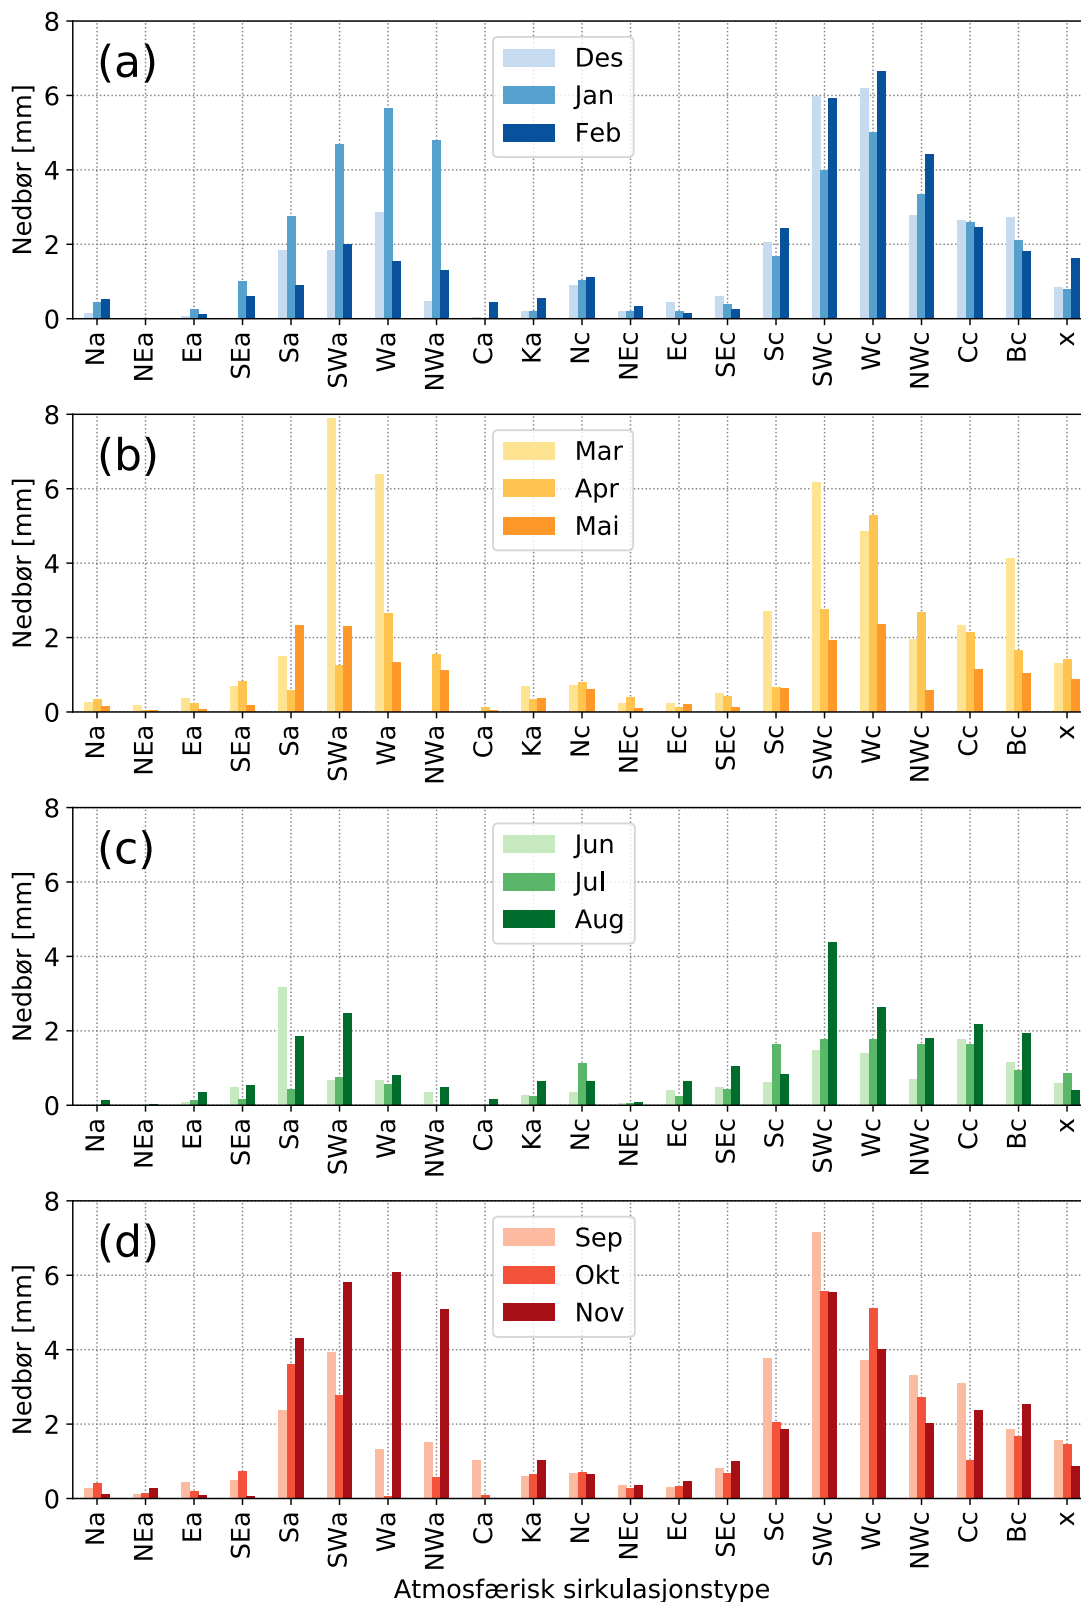 (a)
Nedbør [mm]
8
6
4
2
0
Des
Jan
Feb
Na NEa Ea SEa Sa SWa Wa NWa Ca Ka Nc NEc Ec SEc Sc SWc Wc NWc Cc Bc x
(b)
Nedbør [mm]
8
6
4
2
0
Mar
Apr
Mai
Na NEa Ea SEa Sa SWa Wa NWa Ca Ka Nc NEc Ec SEc Sc SWc Wc NWc Cc Bc x
(c)
Nedbør [mm]
8
6
4
2
0
Jun
Jul
Aug
Na NEa Ea SEa Sa SWa Wa NWa Ca Ka Nc NEc Ec SEc Sc SWc Wc NWc Cc Bc x
(d)
Nedbør [mm]
8
6
4
2
0
Sep
Okt
Nov
Na NEa Ea SEa Sa SWa Wa NWa Ca Ka Nc NEc Ec SEc Sc SWc Wc NWc Cc Bc x
Atmosfærisk sirkulasjonstype